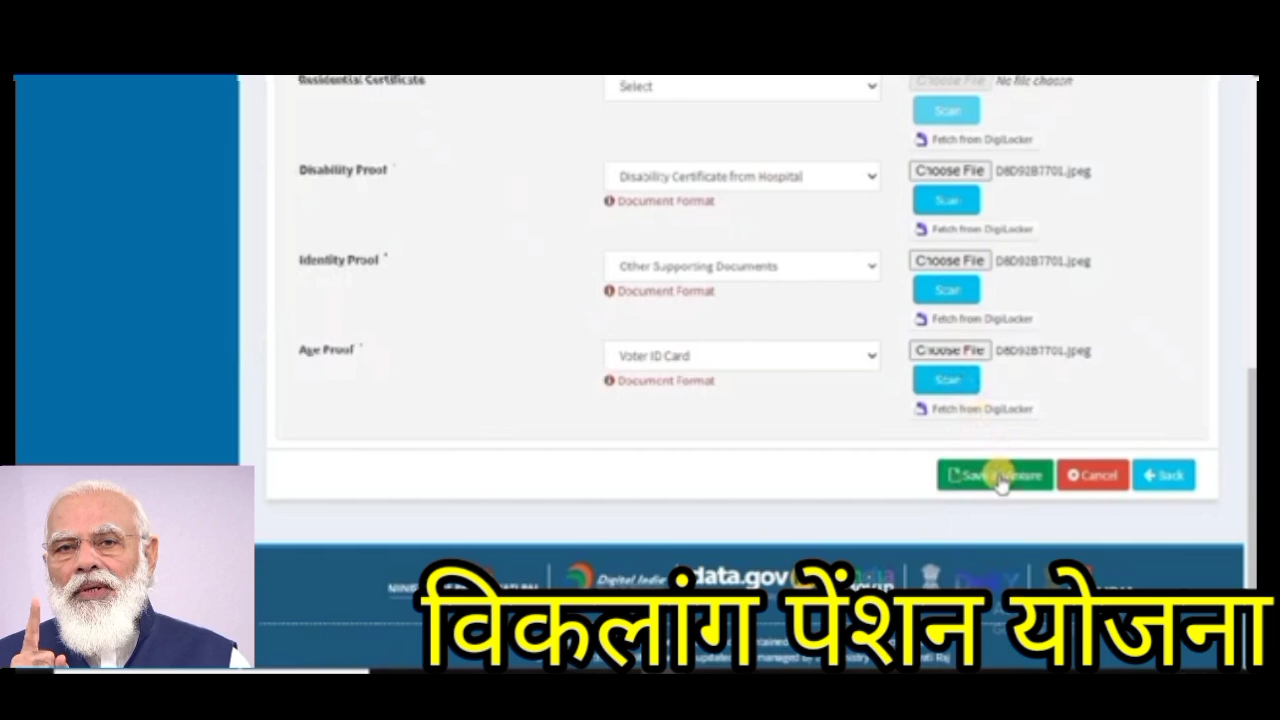 Residential Certificate
Select
Choose File No file chosen
Scan
Fetch from DigiLocker
Disability Proof *
Disability Certificate from Hospital
Choose File D8D92B7701.jpeg
Document Format
Scan
Fetch from DigiLocker
Identity Proof *
Other Supporting Documents
Choose File D8D92B7701.jpeg
Document Format
Scan
Fetch from DigiLocker
Age Proof *
Voter ID Card
Choose File D8D92B7701.jpeg
Document Format
Scan
Fetch from DigiLocker
Cancel
Back
Digital India
data.gov
विकलांग पेंशन योजना